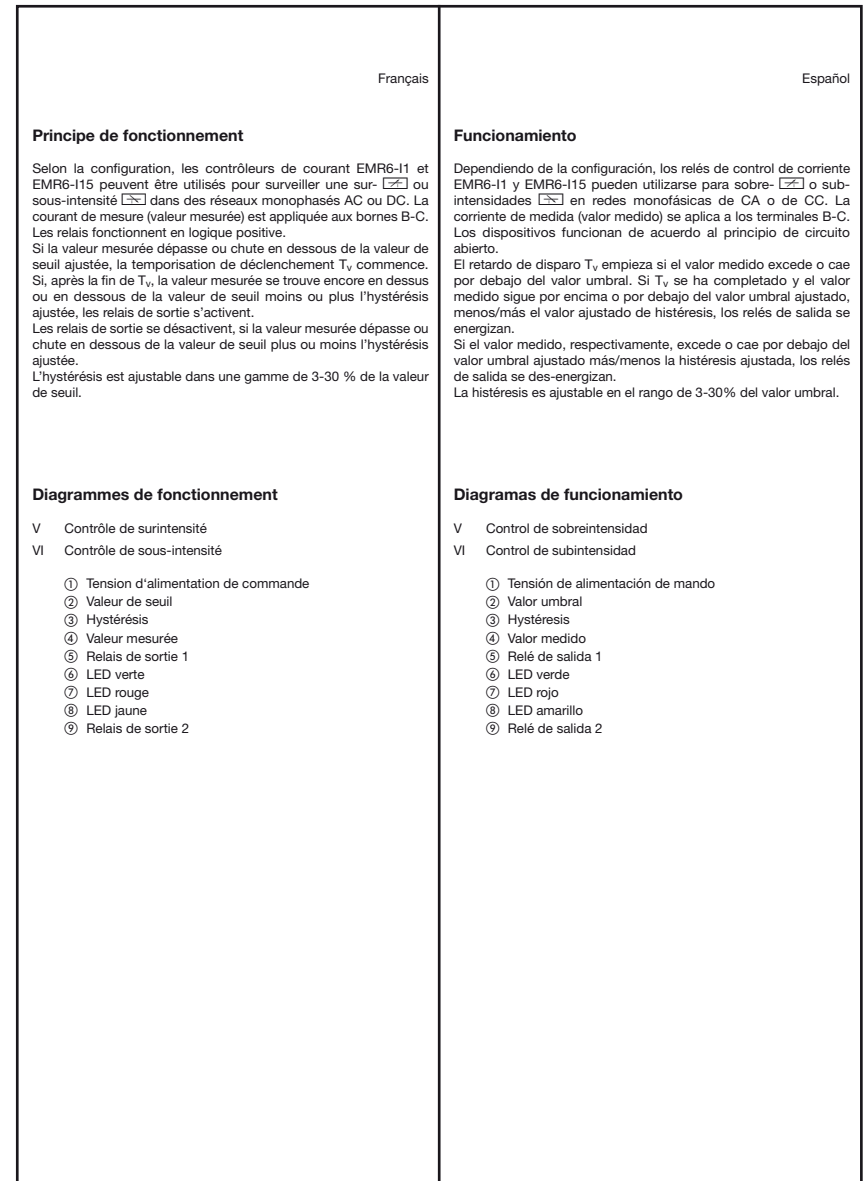 Français
Principe de fonctionnement
Selon la configuration, les contrôleurs de courant EMR6-I1 et
EMR6-I15 peuvent être utilisés pour surveiller une sur- ou
sous-intensité dans des réseaux monophasés AC ou DC. La
courant de mesure (valeur mesurée) est appliquée aux bornes B-C.
Les relais fonctionnent en logique positive.
Si la valeur mesurée dépasse ou chute en dessous de la valeur de
seuil ajustée, la temporisation de déclenchement Tv commence.
Si, après la fin de Tv, la valeur mesurée se trouve encore en dessus
ou en dessous de la valeur de seuil moins ou plus l'hystérésis
ajustée, les relais de sortie s'activent.
Les relais de sortie se désactivent, si la valeur mesurée dépasse ou
chute en dessous de la valeur de seuil plus ou moins l'hystérésis
ajustée.
L'hystérésis est ajustable dans une gamme de 3-30 % de la valeur
de seuil.
Diagrammes de fonctionnement
V Contrôle de surintensité
VI Contrôle de sous-intensité
① Tension d'alimentation de commande
② Valeur de seuil
③ Hystérésis
④ Valeur mesurée
⑤ Relais de sortie 1
⑥ LED verte
⑦ LED rouge
⑧ LED jaune
⑨ Relais de sortie 2
Español
Funcionamiento
Dependiendo de la configuración, los relés de control de corriente
EMR6-I1 y EMR6-I15 pueden utilizarse para sobre- o sub-
intensidades en redes monofásicas de CA o de CC. La
corriente de medida (valor medido) se aplica a los terminales B-C.
Los dispositivos funcionan de acuerdo al principio de circuito
abierto.
El retardo de disparo Tv empieza si el valor medido excede o cae
por debajo del valor umbral. Si Tv se ha completado y el valor
medido sigue por encima o por debajo del valor umbral ajustado,
menos/más el valor ajustado de histéresis, los relés de salida se
energizan.
Si el valor medido, respectivamente, excede o cae por debajo del
valor umbral ajustado más/menos la histéresis ajustada, los relés
de salida se des-energizan.
La histéresis es ajustable en el rango de 3-30% del valor umbral.
Diagramas de funcionamiento
V Control de sobreintensidad
VI Control de subintensidad
① Tensión de alimentación de mando
② Valor umbral
③ Hystéresis
④ Valor medido
⑤ Relé de salida 1
⑥ LED verde
⑦ LED rojo
⑧ LED amarillo
⑨ Relé de salida 2